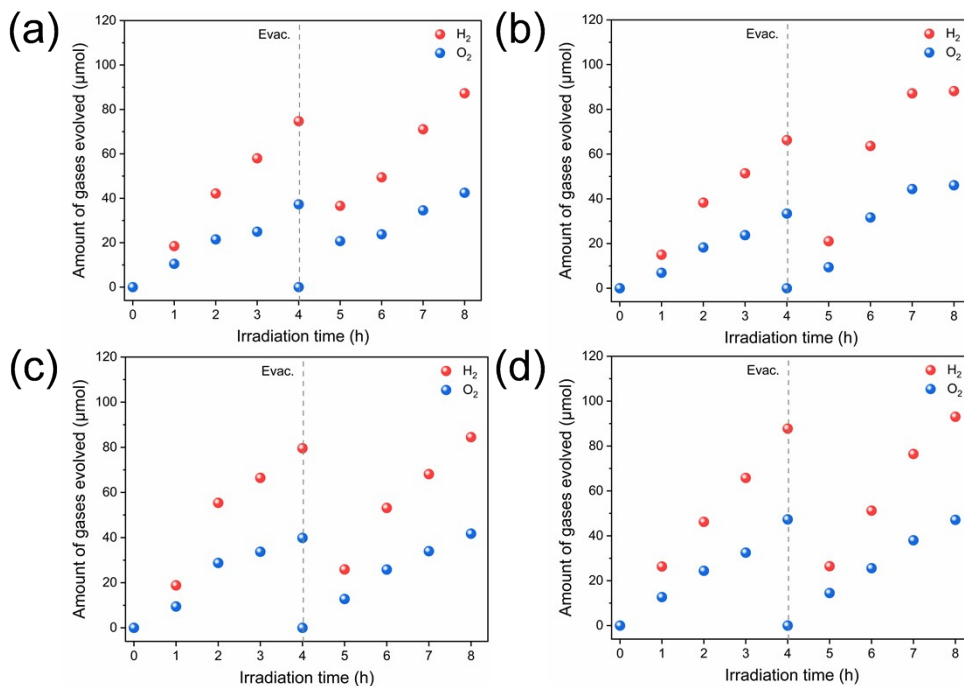 (a)
Evac.
H₂
O₂
Amount of gases evolved (μmol)
120
100
80
60
40
20
0
0 1 2 3 4 5 6 7 8
Irradiation time (h)
(b)
Evac.
H₂
O₂
Amount of gases evolved (μmol)
120
100
80
60
40
20
0
0 1 2 3 4 5 6 7 8
Irradiation time (h)
(c)
Evac.
H₂
O₂
Amount of gases evolved (μmol)
120
100
80
60
40
20
0
0 1 2 3 4 5 6 7 8
Irradiation time (h)
(d)
Evac.
H₂
O₂
Amount of gases evolved (μmol)
120
100
80
60
40
20
0
0 1 2 3 4 5 6 7 8
Irradiation time (h)